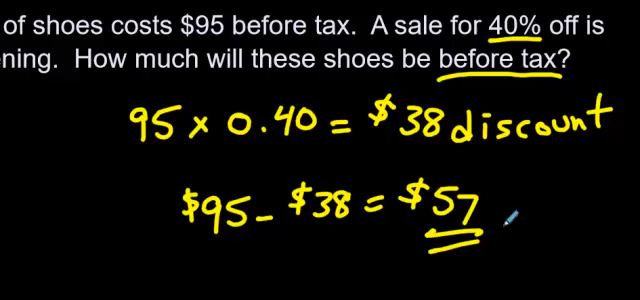 of shoes costs $95 before tax. A sale for 40% off is
ning. How much will these shoes be before tax?
95 x 0.40 = $38 discount
$95 - $38 = $57